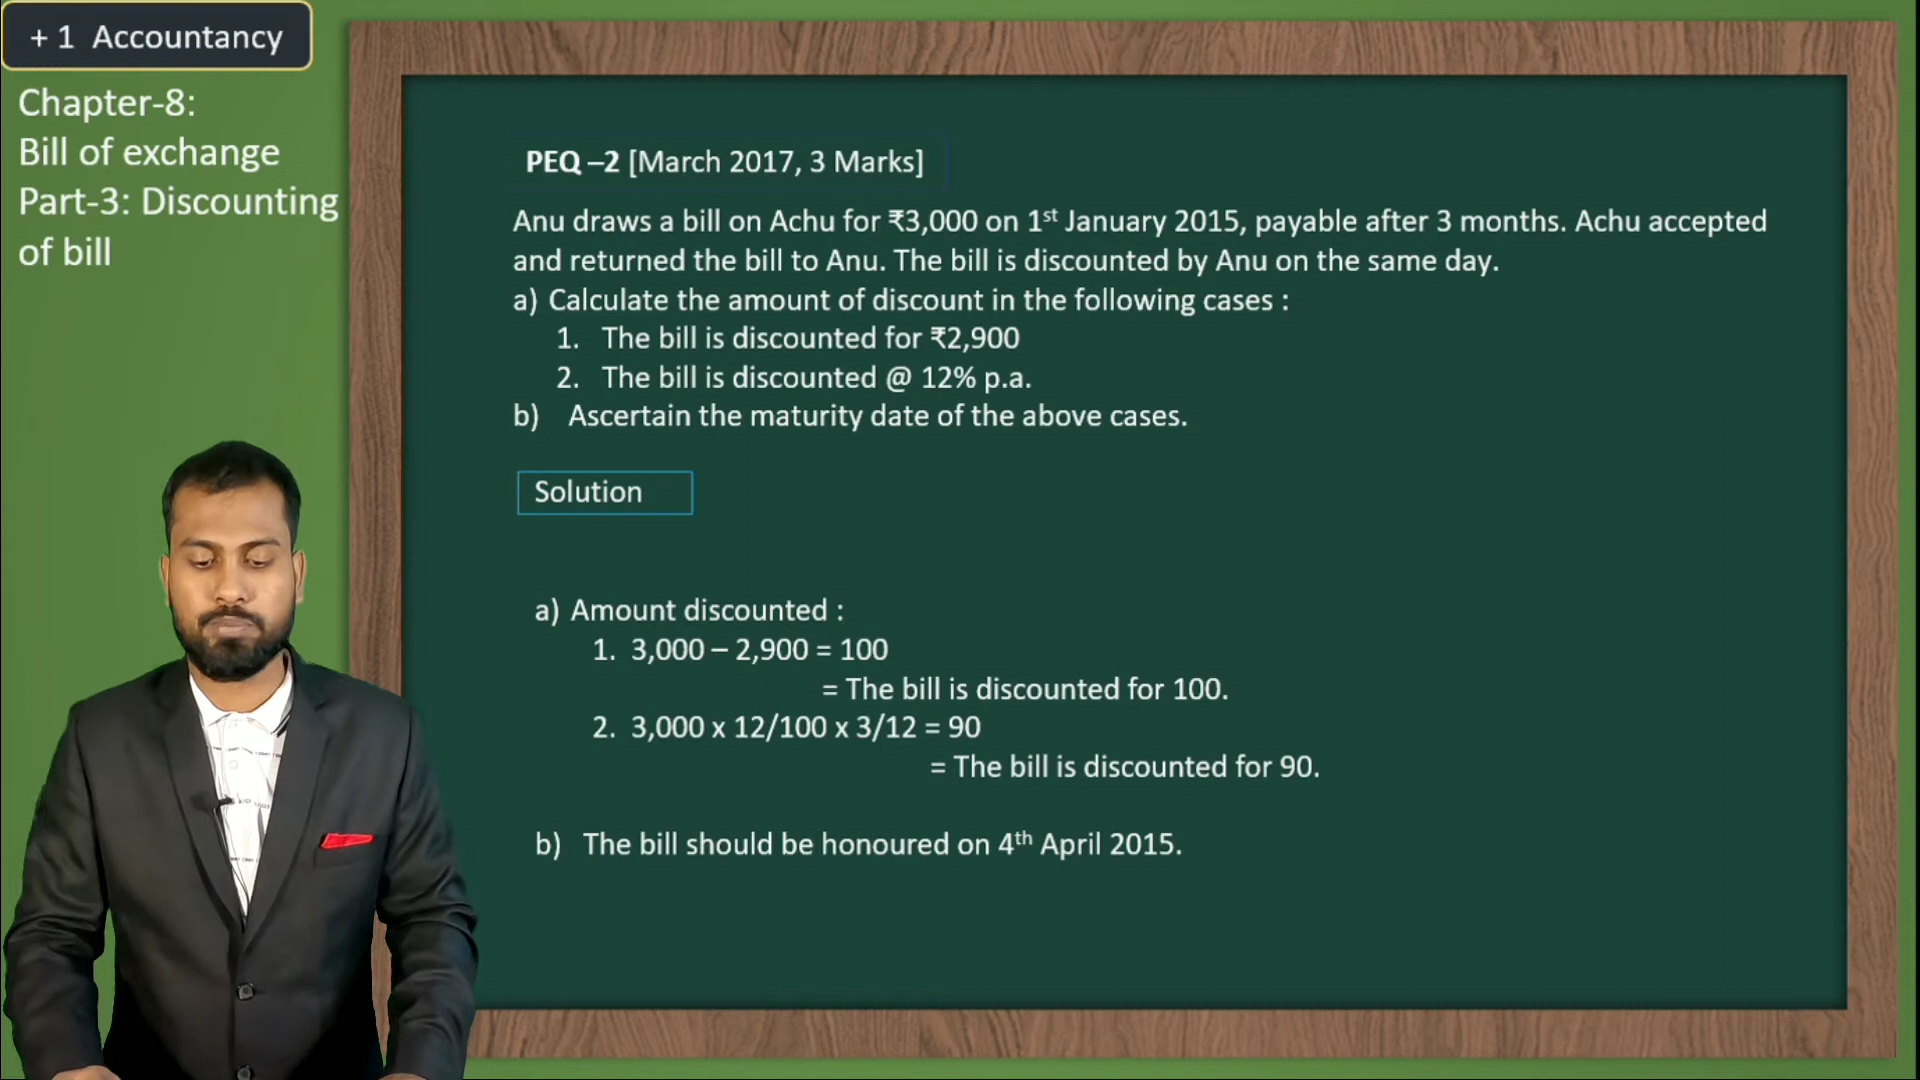 + 1 Accountancy
Chapter-8:
Bill of exchange
Part-3: Discounting
of bill
PEQ –2 [March 2017, 3 Marks]
Anu draws a bill on Achu for ₹3,000 on 1st January 2015, payable after 3 months. Achu accepted
and returned the bill to Anu. The bill is discounted by Anu on the same day.
a) Calculate the amount of discount in the following cases :
1. The bill is discounted for ₹2,900
2. The bill is discounted @ 12% p.a.
b) Ascertain the maturity date of the above cases.
Solution
a) Amount discounted :
1. 3,000 – 2,900 = 100
= The bill is discounted for 100.
2. 3,000 x 12/100 x 3/12 = 90
= The bill is discounted for 90.
b) The bill should be honoured on 4th April 2015.